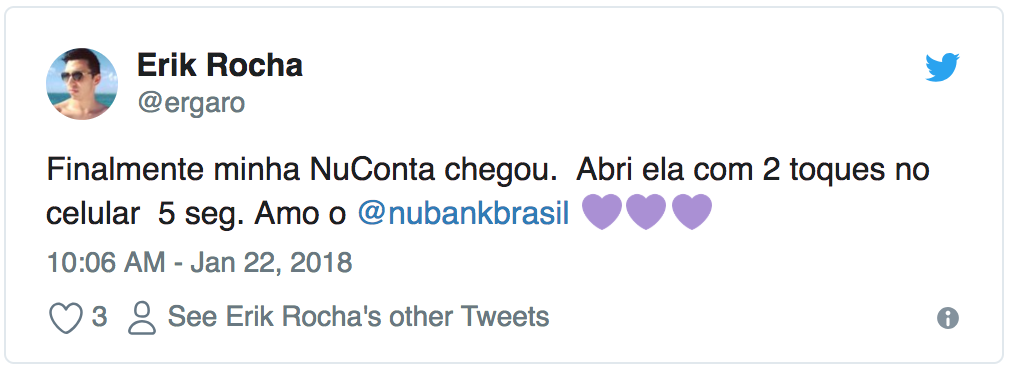 Erik Rocha
@ergaro
Finalmente minha NuConta chegou.  Abri ela com 2 toques no
celular  5 seg. Amo o @nubankbrasil 💜💜💜
10:06 AM - Jan 22, 2018
3 See Erik Rocha's other Tweets